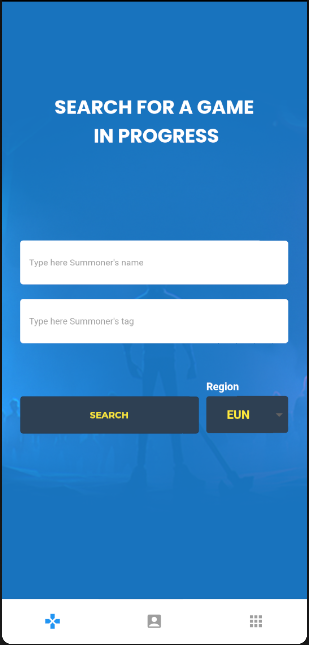 SEARCH FOR A GAME
IN PROGRESS
Type here Summoner's name
Type here Summoner's tag
Region
SEARCH
EUN